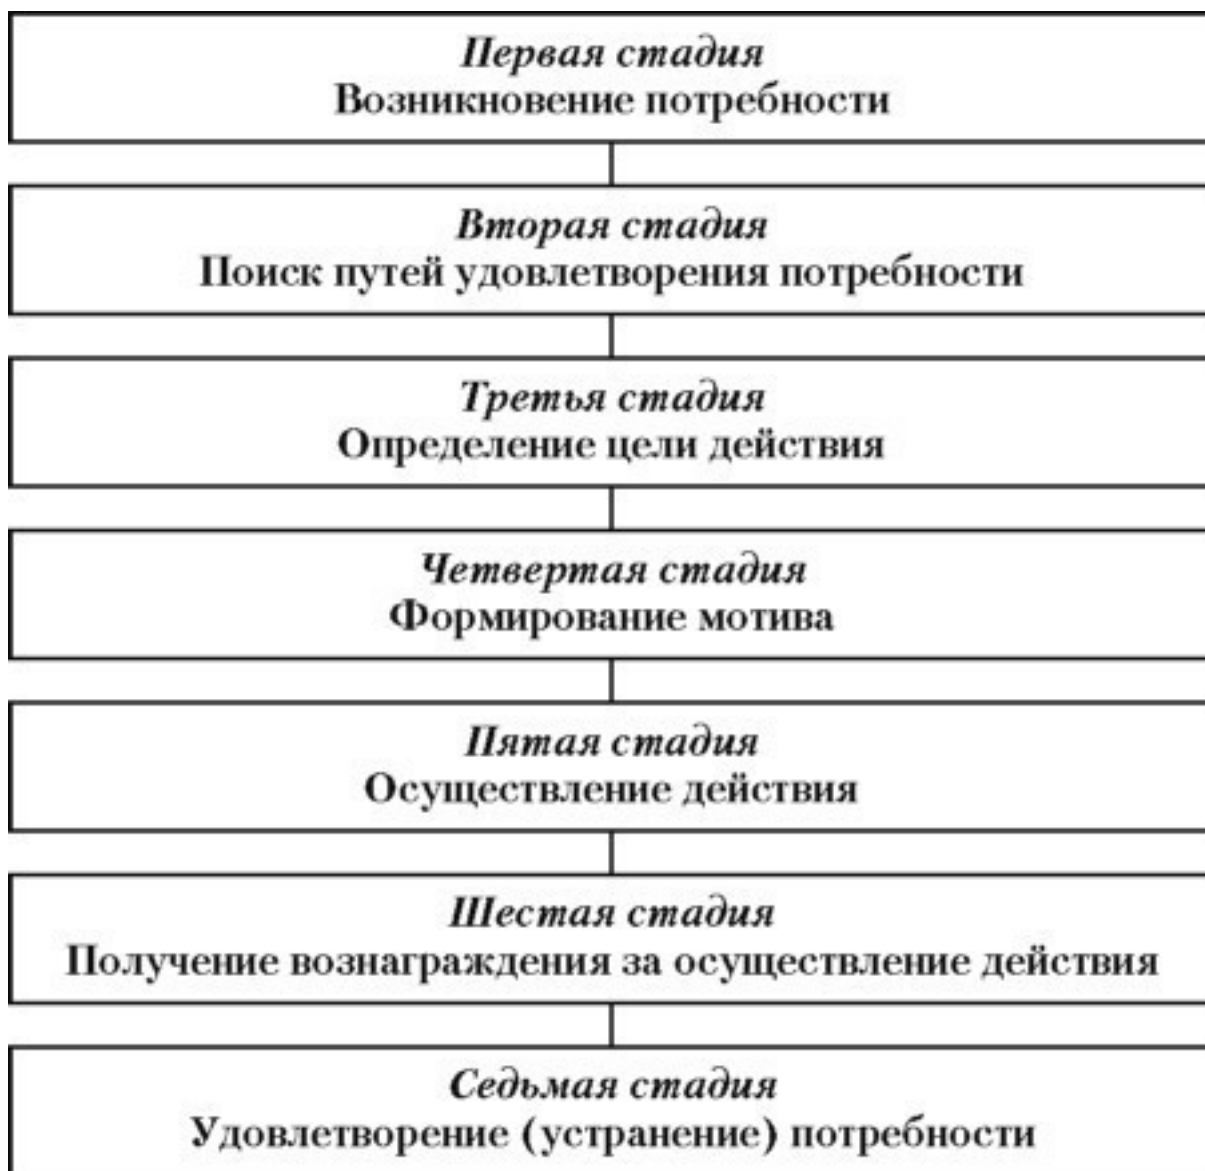 Первая стадия
Возникновение потребности
Вторая стадия
Поиск путей удовлетворения потребности
Третья стадия
Определение цели действия
Четвертая стадия
Формирование мотива
Пятая стадия
Осуществление действия
Шестая стадия
Получение вознаграждения за осуществление действия
Седьмая стадия
Удовлетворение (устранение) потребности